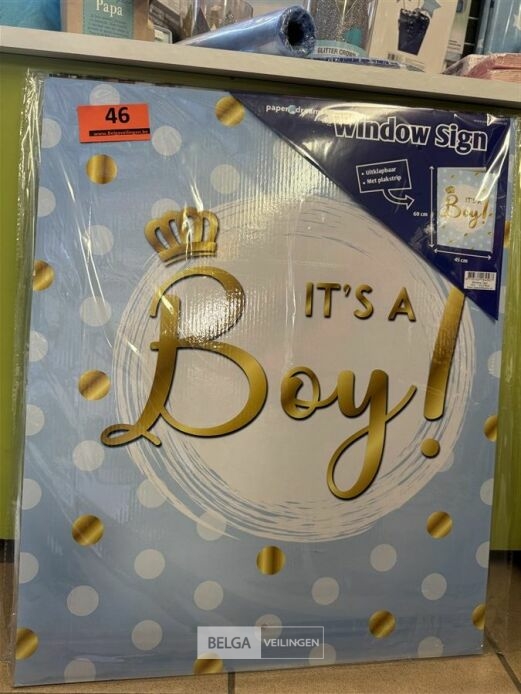 Papa
GLITTER CROWN
46
www.Belgaveilingen.be
paper dreams
Window Sign
• Uitklapbaar
• Met plakstrip
60 cm
IT'S A
Boy!
45 cm
IT'S A
Boy!
BELGA VEILINGEN